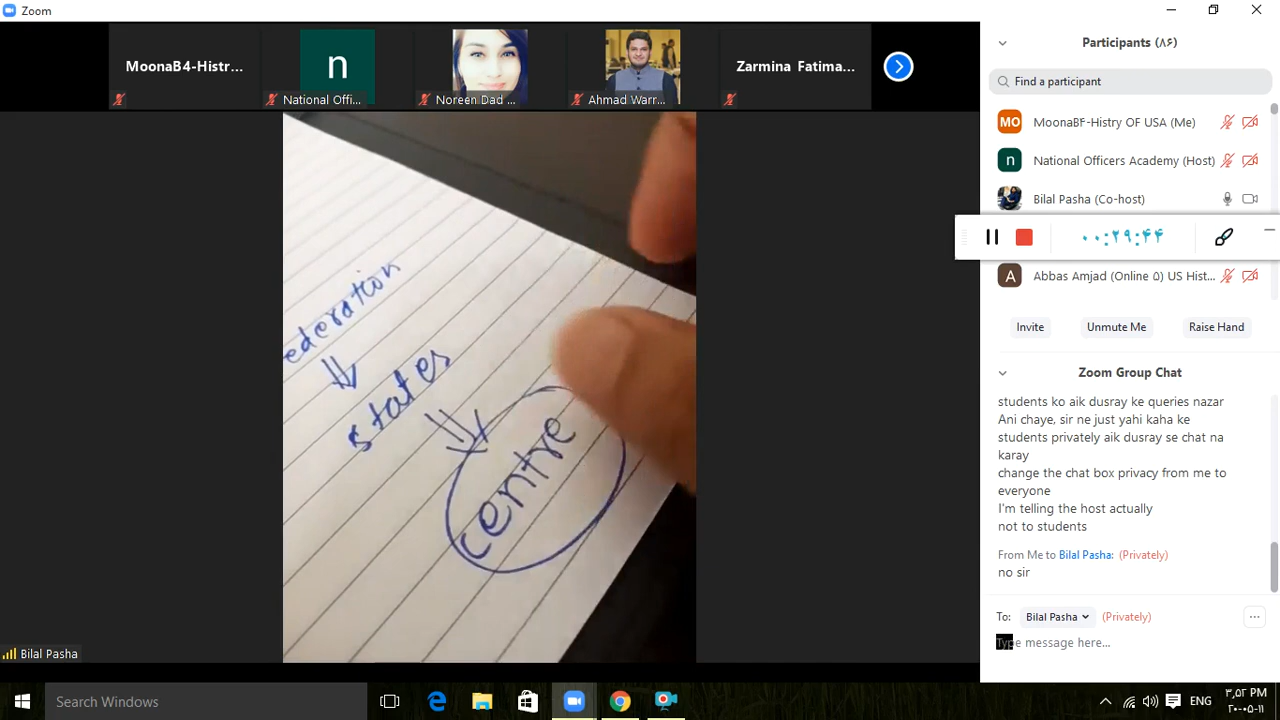 Zoom
MoonaB4-Histr...
n
National Offi...
Noreen Dad ...
Ahmad Warr...
Zarmina Fatima...
ederation
states
centre
Bilal Pasha
Participants (۸۶)
Find a participant
MO
MoonaB۴-Histry OF USA (Me)
n
National Officers Academy (Host)
Bilal Pasha (Co-host)
۰۰:۲۹:۴۴
A
Abbas Amjad (Online ۵) US Hist...
Invite
Unmute Me
Raise Hand
Zoom Group Chat
students ko aik dusray ke queries nazar
Ani chaye, sir ne just yahi kaha ke
students privately aik dusray se chat na
karay
change the chat box privacy from me to
everyone
I'm telling the host actually
not to students
From Me to Bilal Pasha: (Privately)
no sir
To: Bilal Pasha (Privately)
Type message here...
Search Windows
ENG
۳:۵۲ PM
۲۰۰۰-۵-۱۱